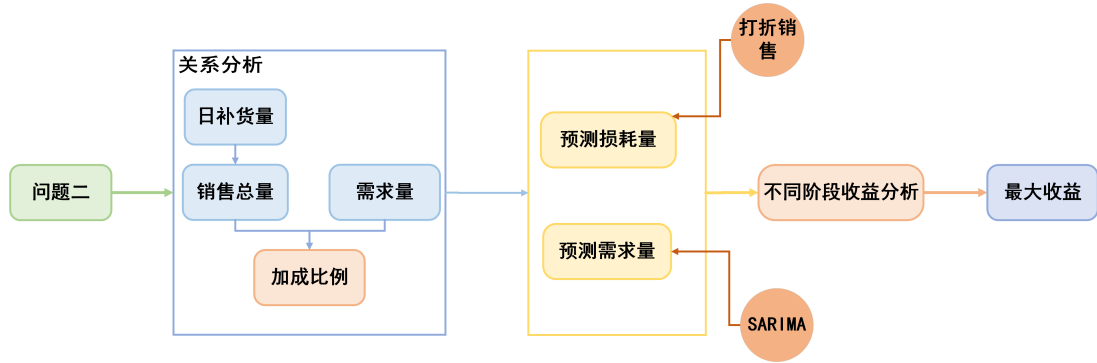 问题二
关系分析
日补货量
销售总量
需求量
加成比例
打折销
售
预测损耗量
预测需求量
SARIMA
不同阶段收益分析
最大收益